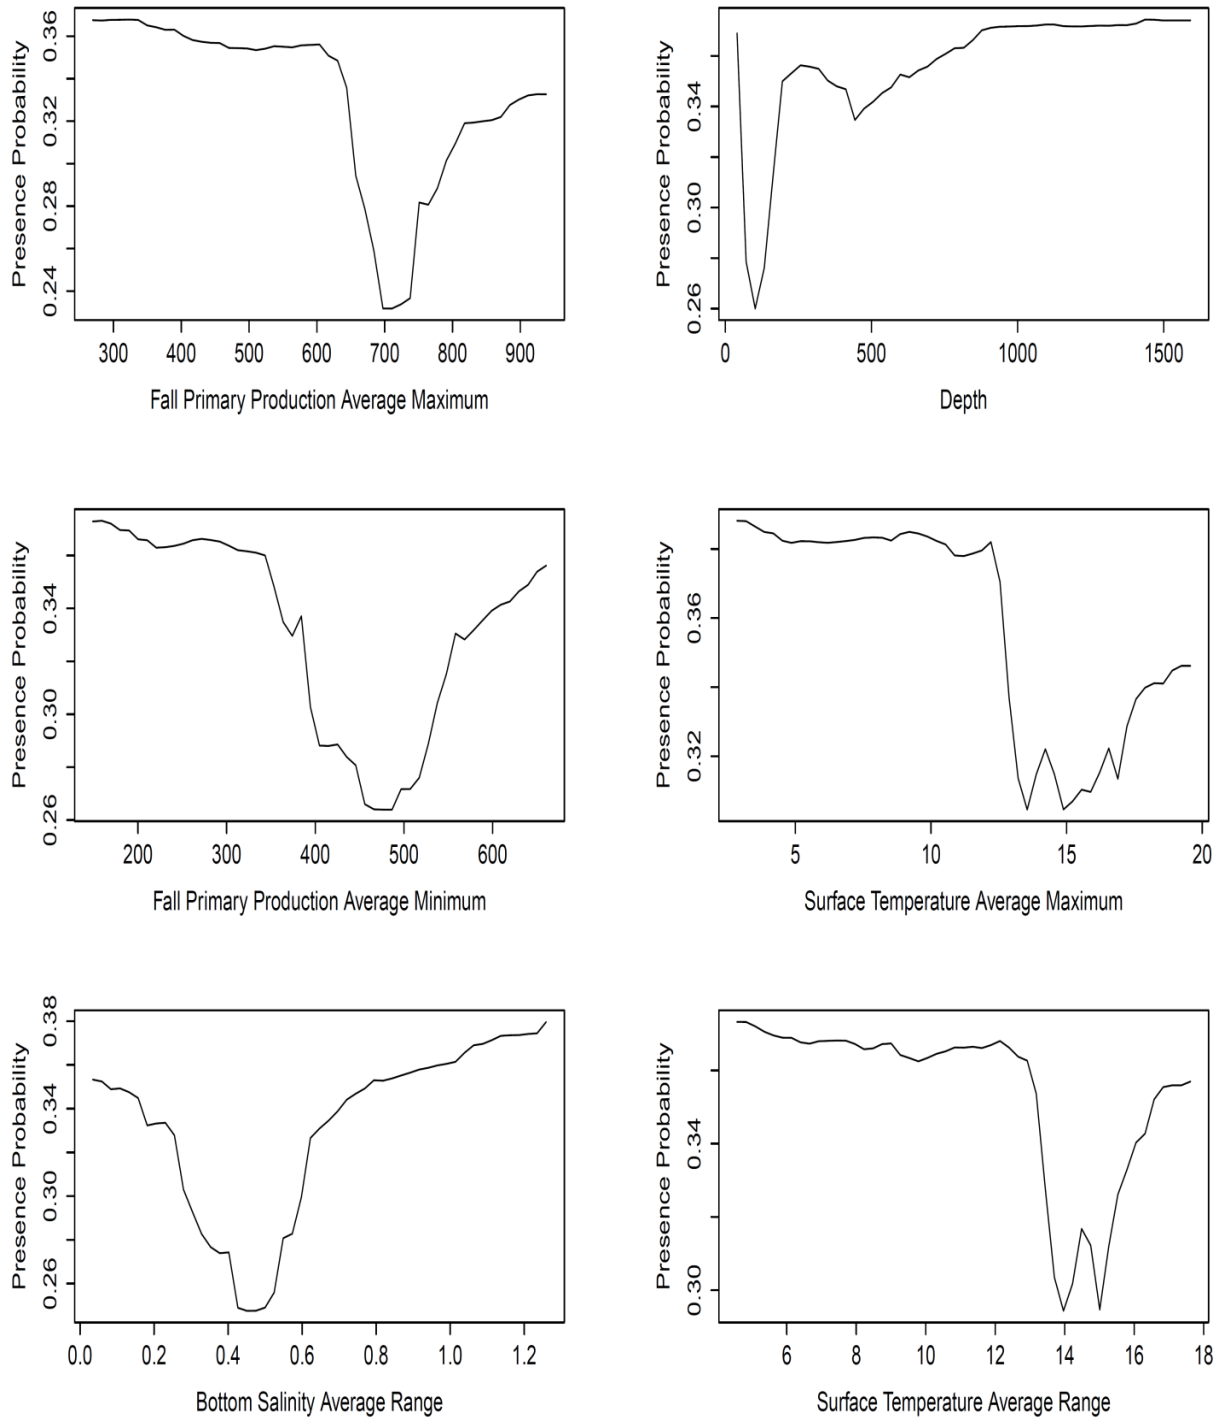 Presence Probability
0.24 0.28 0.32 0.36
300 400 500 600 700 800 900
Fall Primary Production Average Maximum
Presence Probability
0.26 0.30 0.34
0 500 1000 1500
Depth
Presence Probability
0.26 0.30 0.34
200 300 400 500 600
Fall Primary Production Average Minimum
Presence Probability
0.32 0.36
5 10 15 20
Surface Temperature Average Maximum
Presence Probability
0.26 0.30 0.34 0.38
0.0 0.2 0.4 0.6 0.8 1.0 1.2
Bottom Salinity Average Range
Presence Probability
0.30 0.34
6 8 10 12 14 16 18
Surface Temperature Average Range